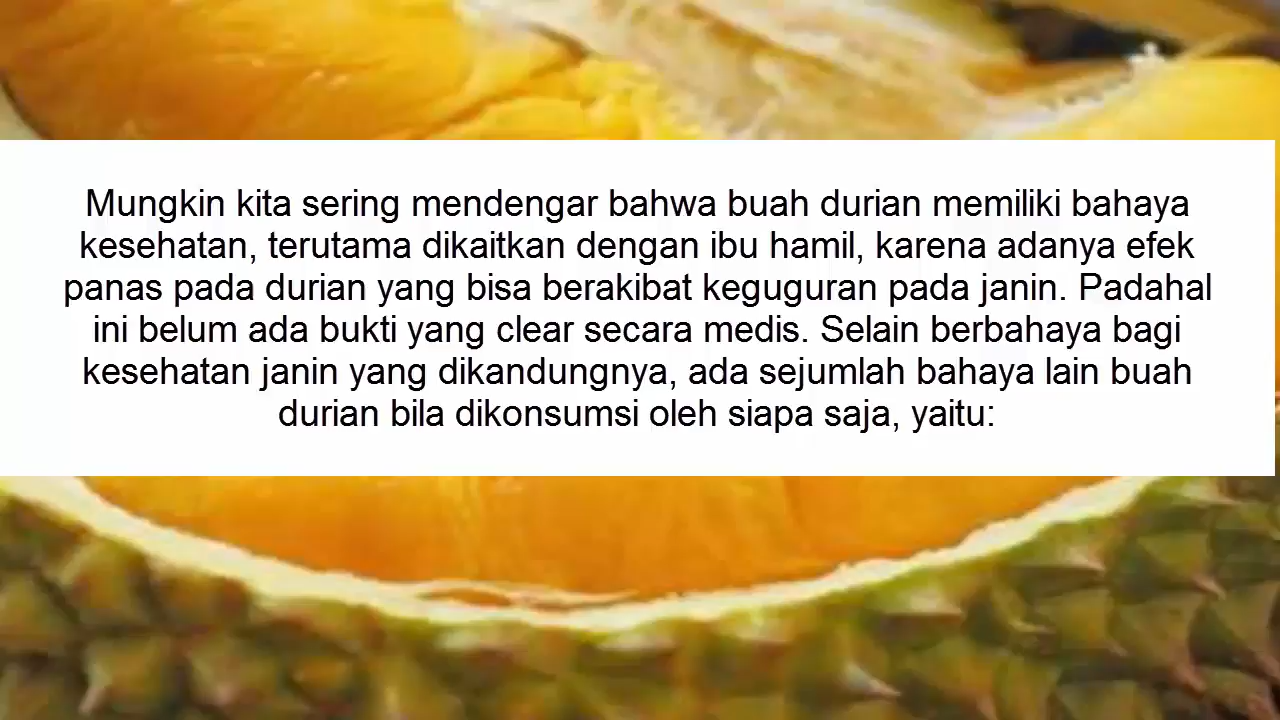 Mungkin kita sering mendengar bahwa buah durian memiliki bahaya
kesehatan, terutama dikaitkan dengan ibu hamil, karena adanya efek
panas pada durian yang bisa berakibat keguguran pada janin. Padahal
ini belum ada bukti yang clear secara medis. Selain berbahaya bagi
kesehatan janin yang dikandungnya, ada sejumlah bahaya lain buah
durian bila dikonsumsi oleh siapa saja, yaitu: